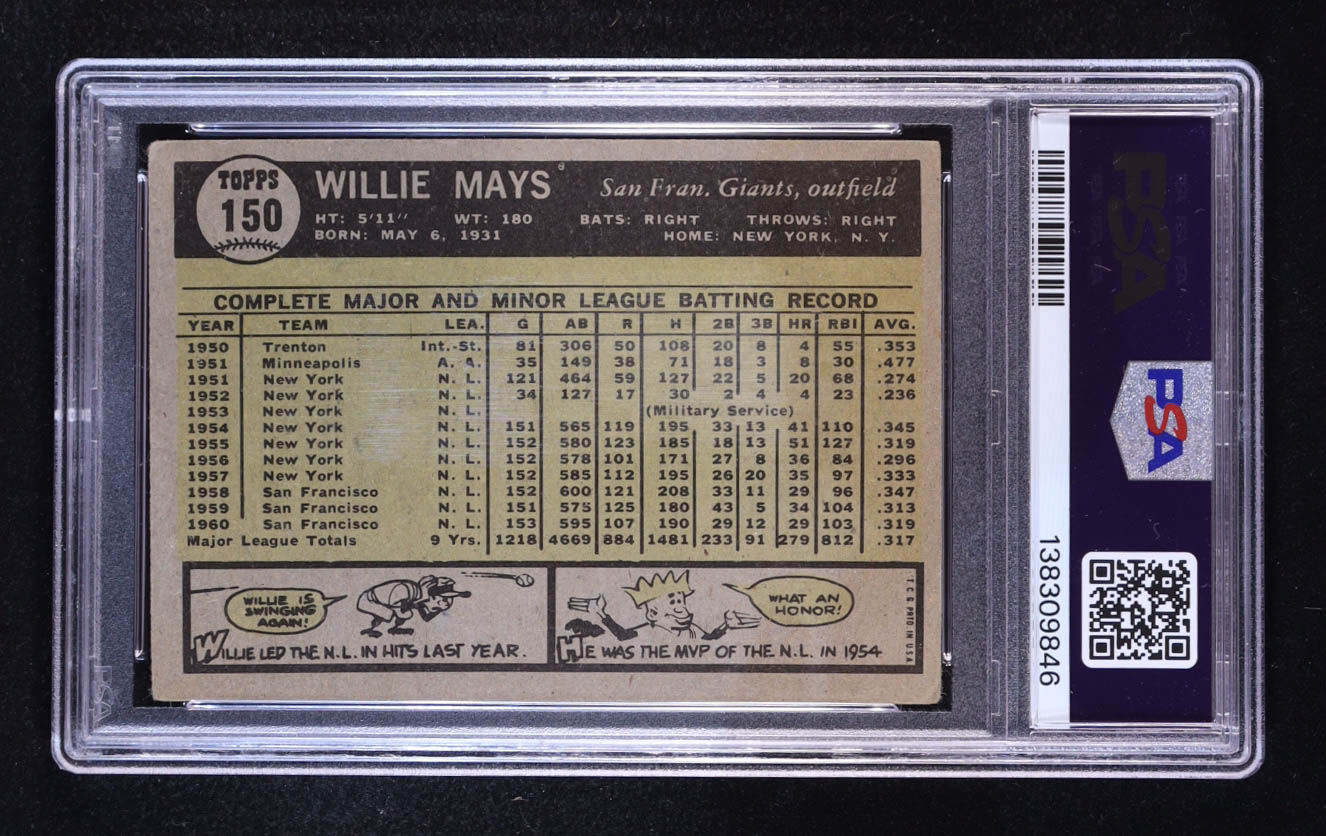 TOPPS
150
WILLIE MAYS
San Fran. Giants, outfield
HT: 5'11" WT: 180 BATS: RIGHT THROWS: RIGHT
BORN: MAY 6, 1931 HOME: NEW YORK, N. Y.
COMPLETE MAJOR AND MINOR LEAGUE BATTING RECORD
YEAR TEAM LEA. G AB R H 2B 3B HR RBI AVG.
1950 Trenton Int.-St. 81 306 50 108 20 8 4 55 .353
1951 Minneapolis A. A. 35 149 38 71 18 3 8 30 .477
1951 New York N. L. 121 464 59 127 22 5 20 68 .274
1952 New York N. L. 34 127 17 30 2 4 4 23 .236
1953 New York N. L. (Military Service)
1954 New York N. L. 151 565 119 195 33 13 41 110 .345
1955 New York N. L. 152 580 123 185 18 13 51 127 .319
1956 New York N. L. 152 578 101 171 27 8 36 84 .296
1957 New York N. L. 152 585 112 195 26 20 35 97 .333
1958 San Francisco N. L. 152 600 121 208 33 11 29 96 .347
1959 San Francisco N. L. 151 575 125 180 43 5 34 104 .313
1960 San Francisco N. L. 153 595 107 190 29 12 29 103 .319
Major League Totals 9 Yrs. 1218 4669 884 1481 233 91 279 812 .317
WILLIE IS
SWINGING
AGAIN!
WILLIE LED THE N.L. IN HITS LAST YEAR.
WHAT AN
HONOR!
HE WAS THE MVP OF THE N.L. IN 1954
T.C.G. PRTD IN U.S.A.
138309846
PSA
PSA
PSA